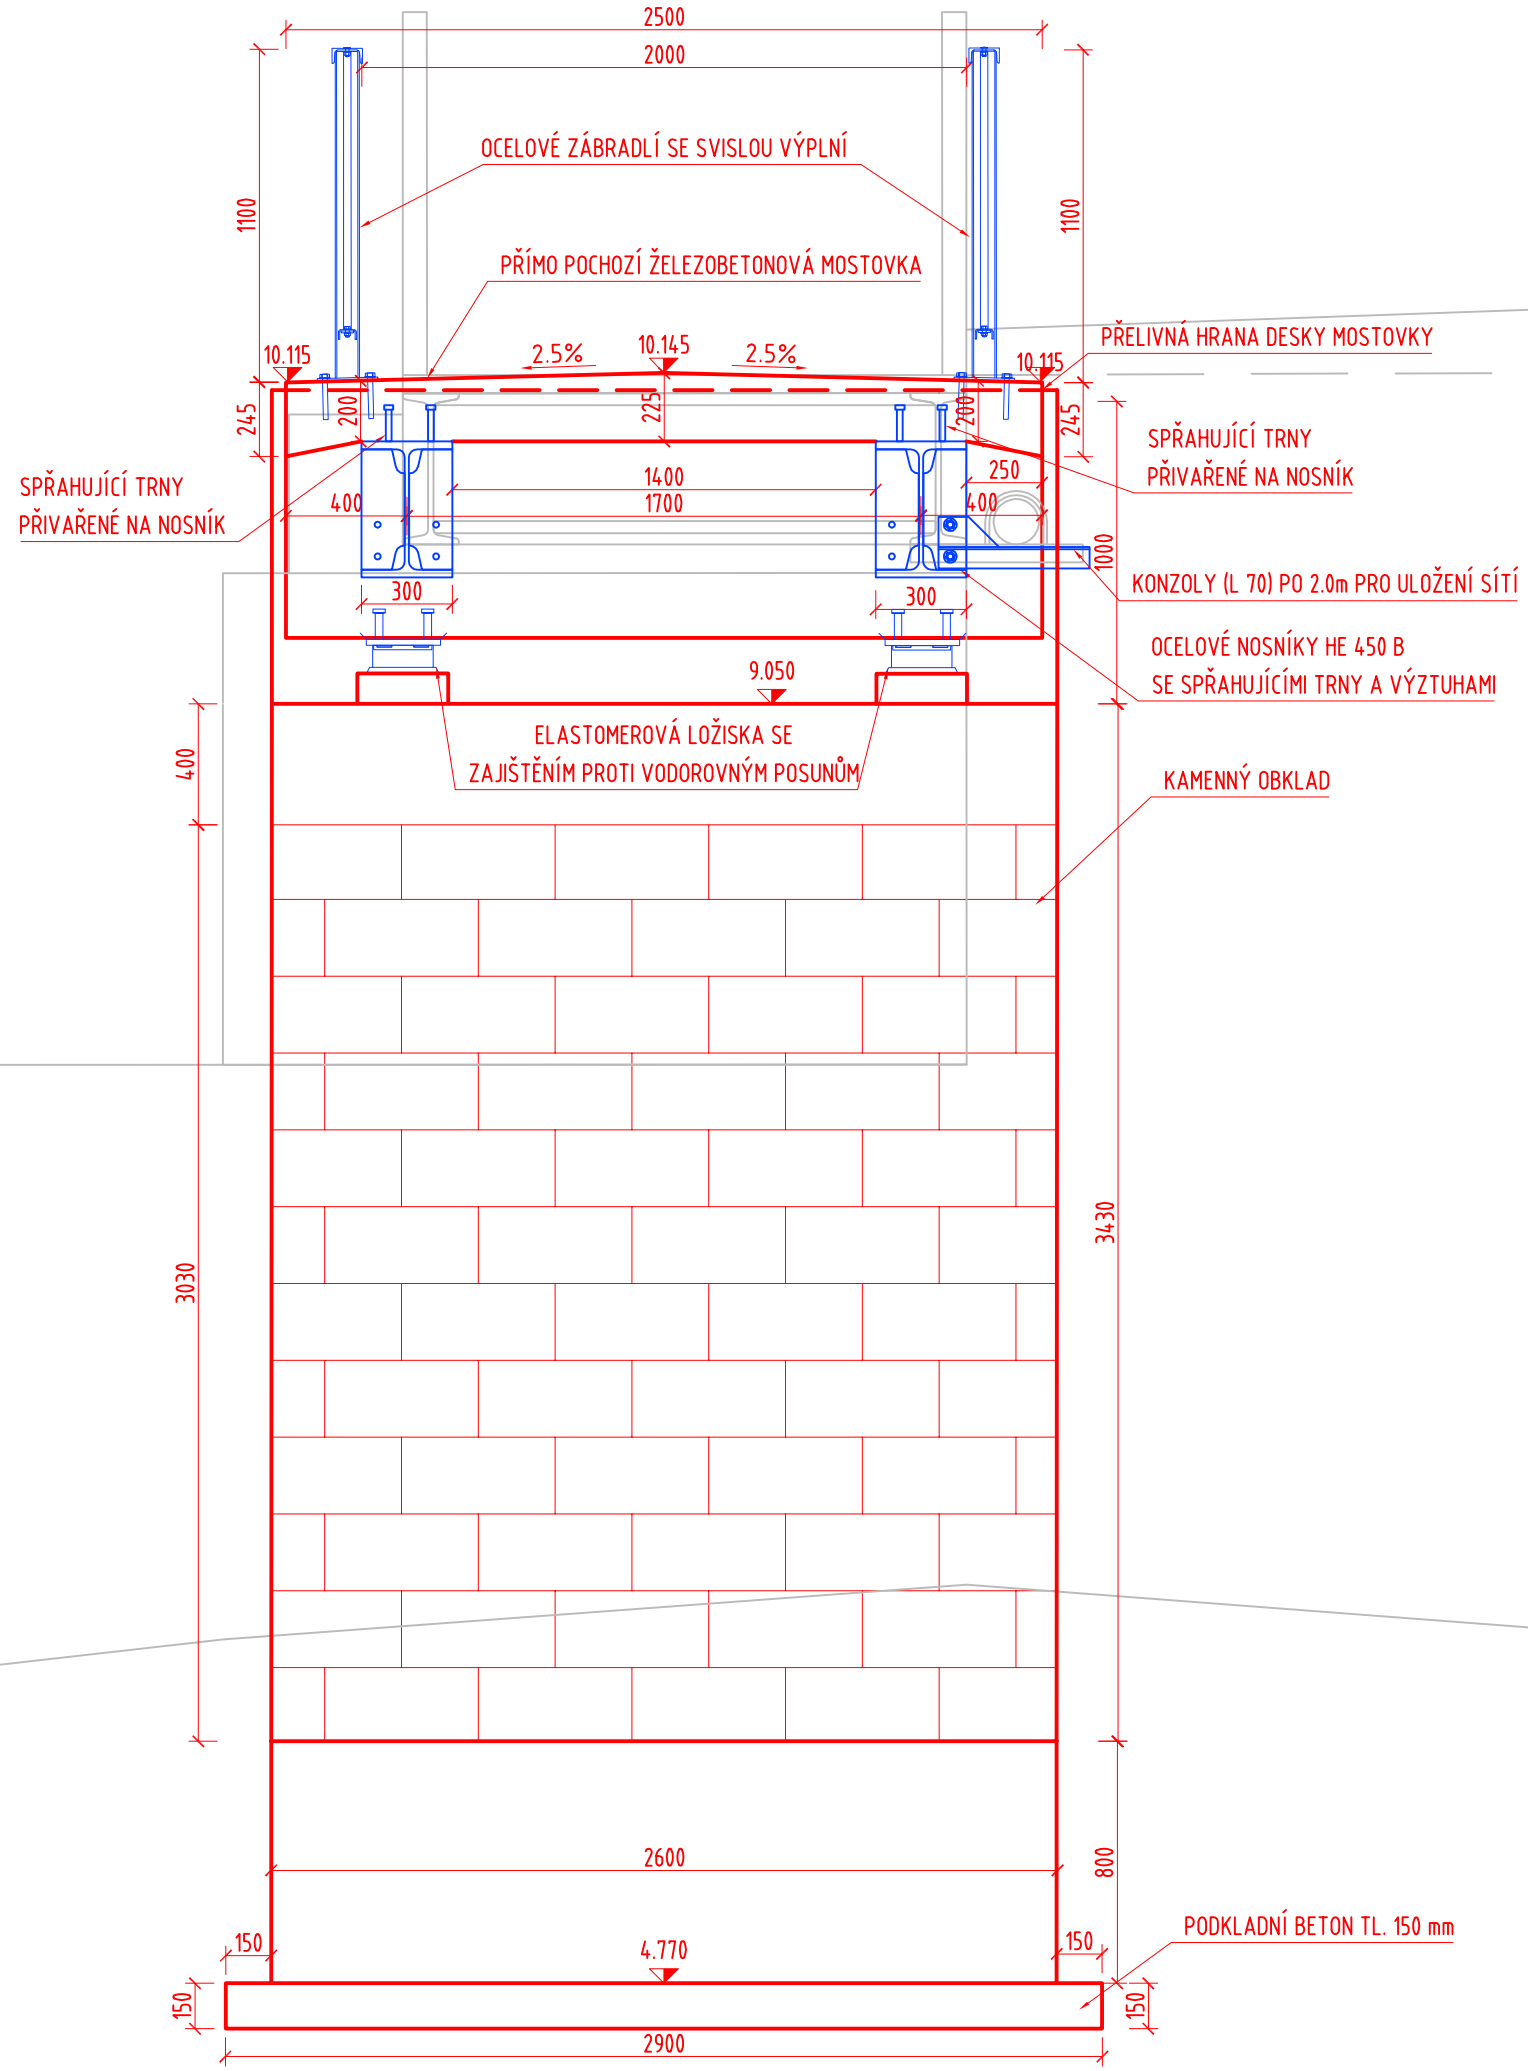 2500
2000
OCELOVÉ ZÁBRADLÍ SE SVISLOU VÝPLNÍ
1100
1100
PŘÍMO POCHOZÍ ŽELEZOBETONOVÁ MOSTOVKA
PŘELIVNÁ HRANA DESKY MOSTOVKY
10.115
2.5%
10.145
2.5%
10.115
245
200
225
200
245
SPŘAHUJÍCÍ TRNY
PŘIVAŘENÉ NA NOSNÍK
SPŘAHUJÍCÍ TRNY
PŘIVAŘENÉ NA NOSNÍK
1400
250
400
1700
400
1000
KONZOLY (L 70) PO 2.0m PRO ULOŽENÍ SÍTÍ
300
300
OCELOVÉ NOSNÍKY HE 450 B
SE SPŘAHUJÍCÍMI TRNY A VÝZTUHAMI
9.050
ELASTOMEROVÁ LOŽISKA SE
ZAJIŠTĚNÍM PROTI VODOROVNÝM POSUNŮM
400
KAMENNÝ OBKLAD
3030
3430
2600
800
PODKLADNÍ BETON TL. 150 mm
150
4.770
150
150
150
2900